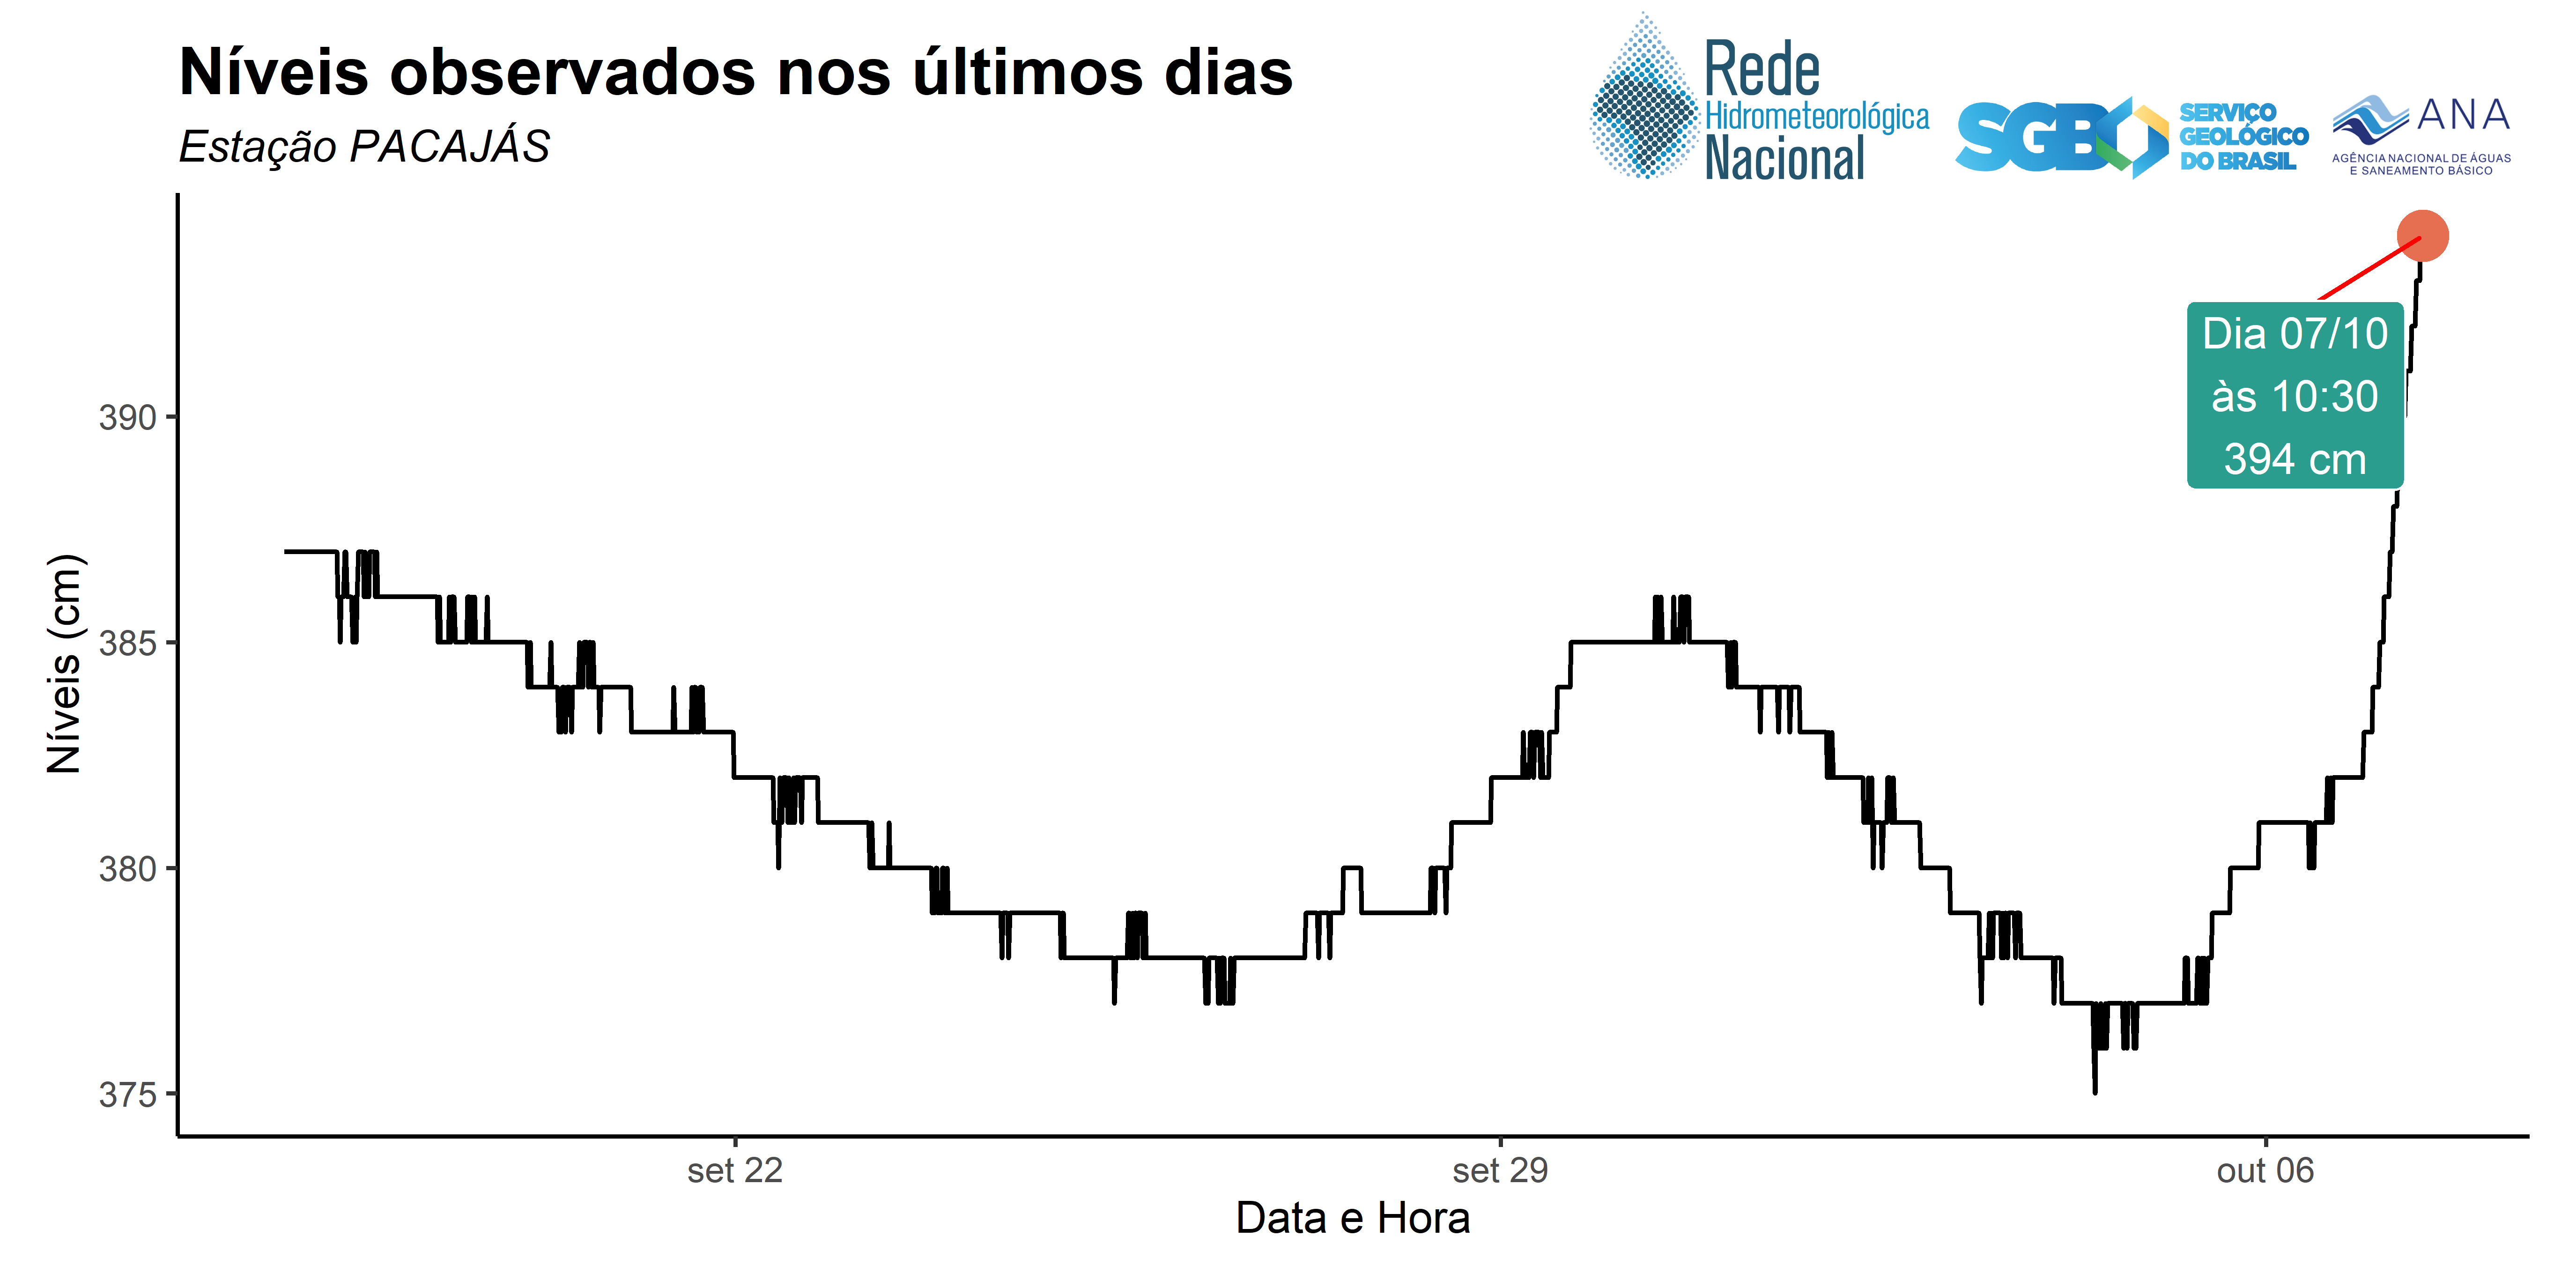 Níveis observados nos últimos dias
Estação PACAJÁS
Rede
Hidrometeorológica
Nacional
SGB
SERVIÇO
GEOLÓGICO
DO BRASIL
ANA
AGÊNCIA NACIONAL DE ÁGUAS
E SANEAMENTO BÁSICO
Dia 07/10
às 10:30
394 cm
Níveis (cm)
390
385
380
375
set 22
set 29
out 06
Data e Hora